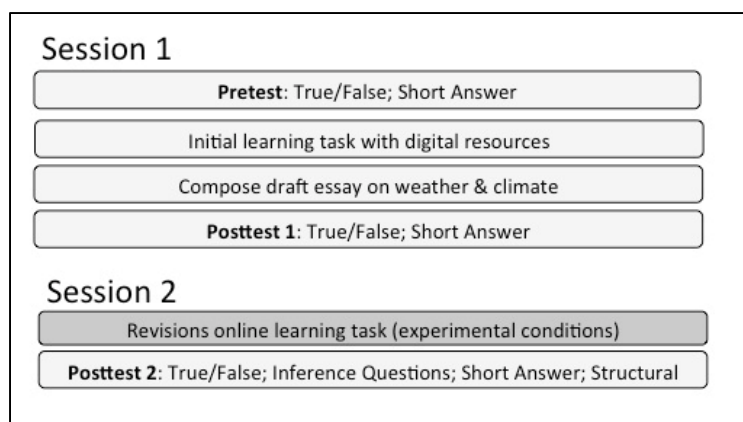 Session 1
Pretest: True/False; Short Answer
Initial learning task with digital resources
Compose draft essay on weather & climate
Posttest 1: True/False; Short Answer
Session 2
Revisions online learning task (experimental conditions)
Posttest 2: True/False; Inference Questions; Short Answer; Structural